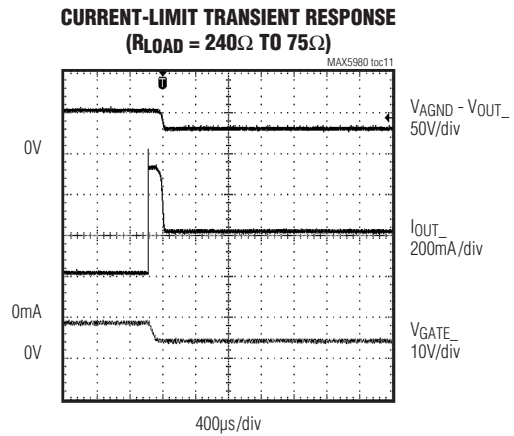 CURRENT-LIMIT TRANSIENT RESPONSE
(RLOAD = 240Ω TO 75Ω)
MAX5980 toc11
T
VAGND - VOUT_
50V/div
0V
IOUT_
200mA/div
0mA
VGATE_
10V/div
0V
400µs/div